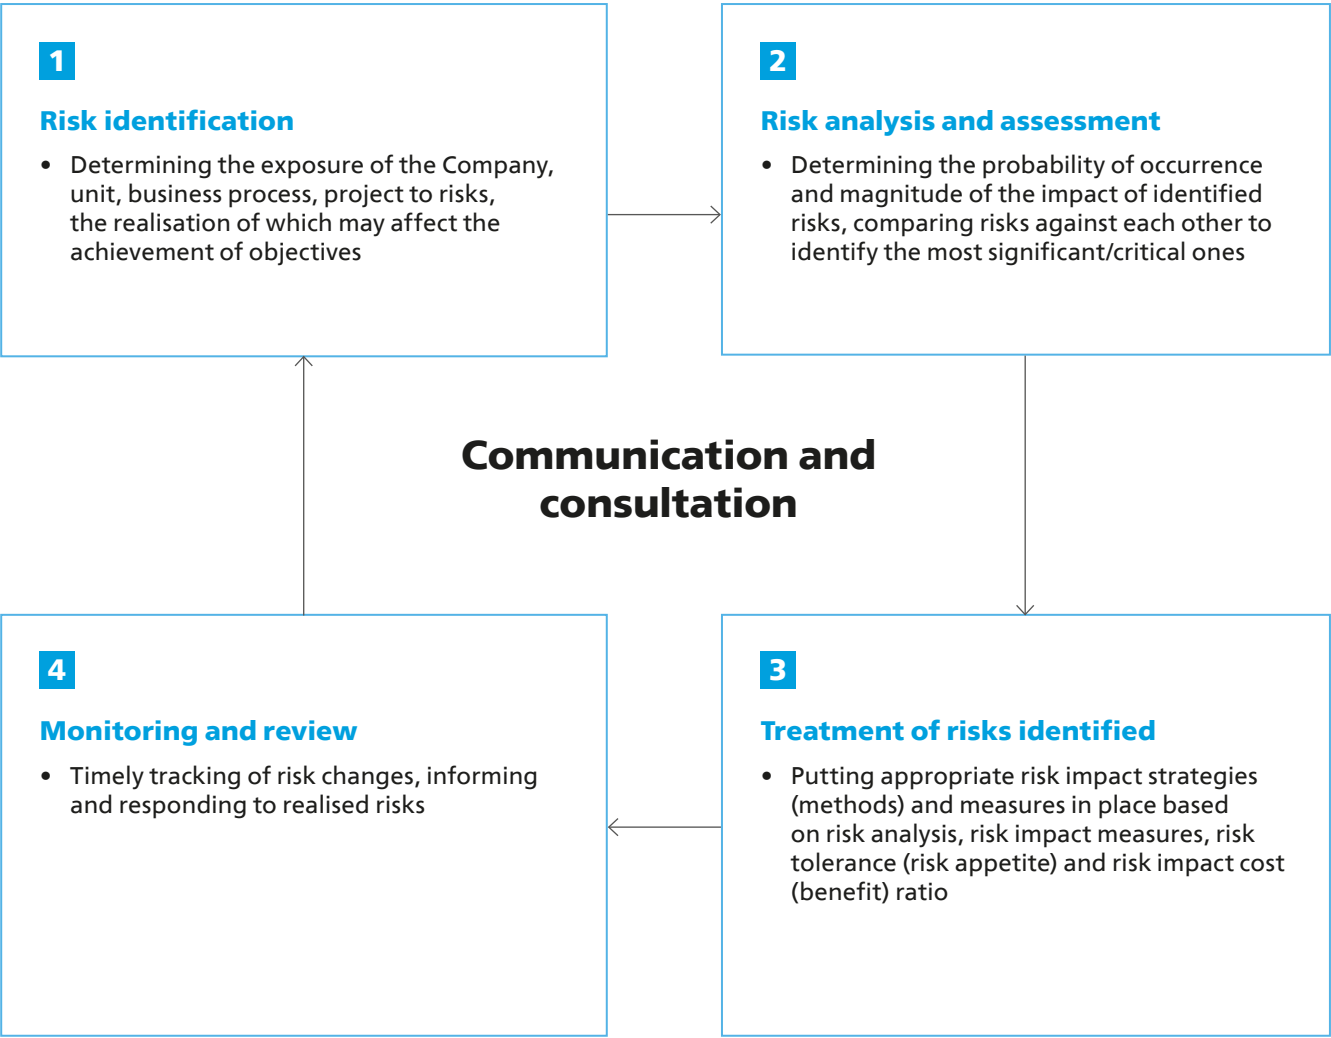 1
Risk identification
• Determining the exposure of the Company,
unit, business process, project to risks,
the realisation of which may affect the
achievement of objectives
2
Risk analysis and assessment
• Determining the probability of occurrence
and magnitude of the impact of identified
risks, comparing risks against each other to
identify the most significant/critical ones
Communication and
consultation
4
Monitoring and review
• Timely tracking of risk changes, informing
and responding to realised risks
3
Treatment of risks identified
• Putting appropriate risk impact strategies
(methods) and measures in place based
on risk analysis, risk impact measures, risk
tolerance (risk appetite) and risk impact cost
(benefit) ratio